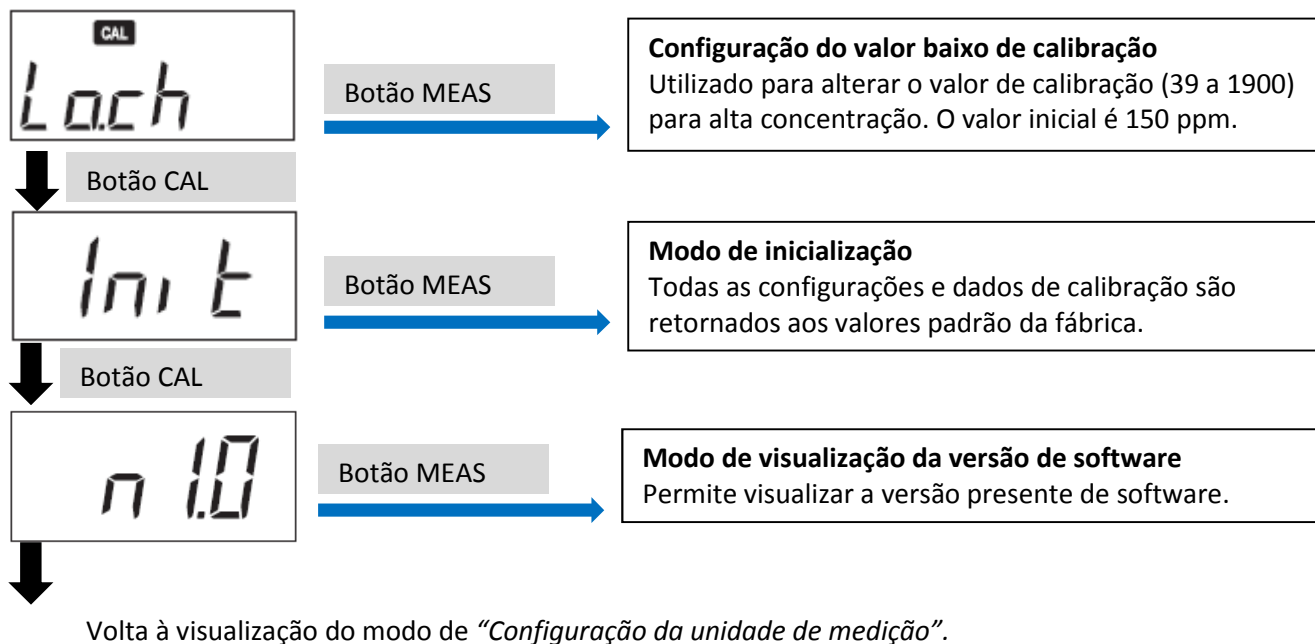 CAL
Configuração do valor baixo de calibração
Lo.ch
Botão MEAS
Utilizado para alterar o valor de calibração (39 a 1900)
para alta concentração. O valor inicial é 150 ppm.
Botão CAL
Modo de inicialização
Init
Botão MEAS
Todas as configurações e dados de calibração são
retornados aos valores padrão da fábrica.
Botão CAL
n 1.0
Botão MEAS
Modo de visualização da versão de software
Permite visualizar a versão presente de software.
Volta à visualização do modo de “Configuração da unidade de medição”.